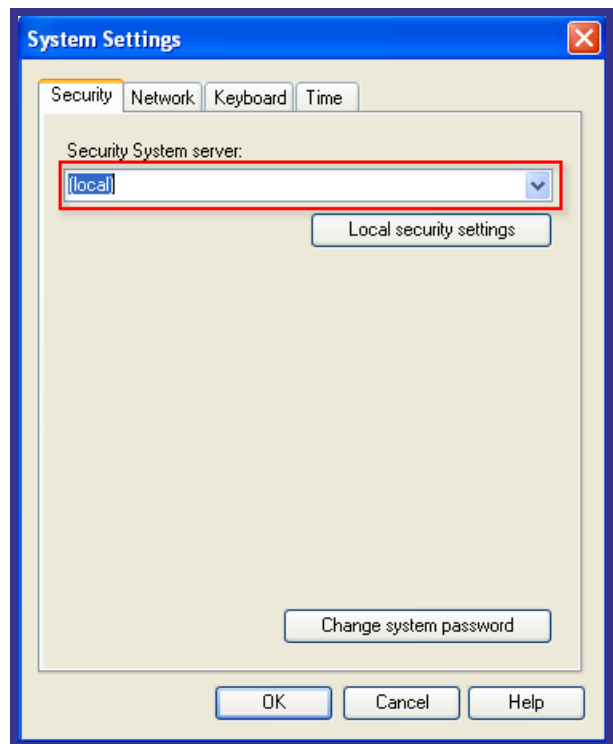 System Settings
Security Network Keyboard Time
Security System server:
(local)
Local security settings
Change system password
OK Cancel Help